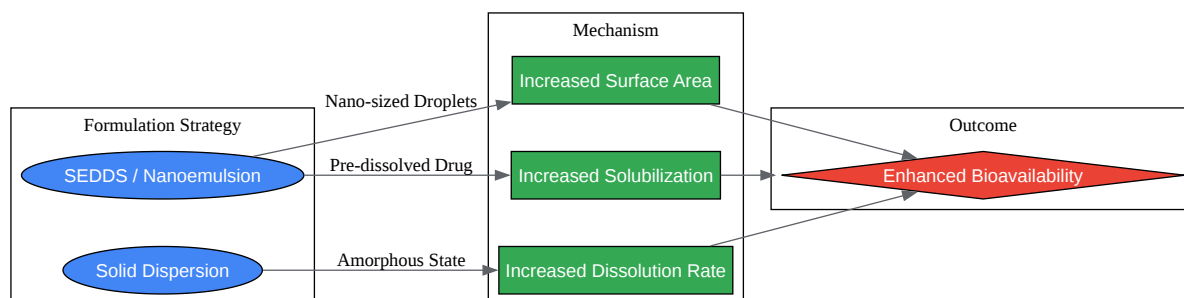 Mechanism
Increased Surface Area
Nano-sized Droplets
Formulation Strategy
Outcome
SEDDS / Nanoemulsion
Pre-dissolved Drug
Increased Solubilization
Enhanced Bioavailability
Solid Dispersion
Amorphous State
Increased Dissolution Rate